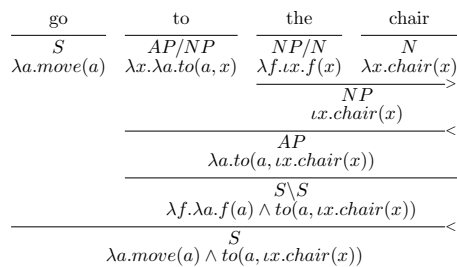 go to the chair
S AP/NP NP/N N
λa.move(a) λx.λa.to(a, x) λf.ιx.f(x) λx.chair(x)
>
NP
ιx.chair(x)
<
AP
λa.to(a, ιx.chair(x))
S\S
λf.λa.f(a) ∧ to(a, ιx.chair(x))
<
S
λa.move(a) ∧ to(a, ιx.chair(x))